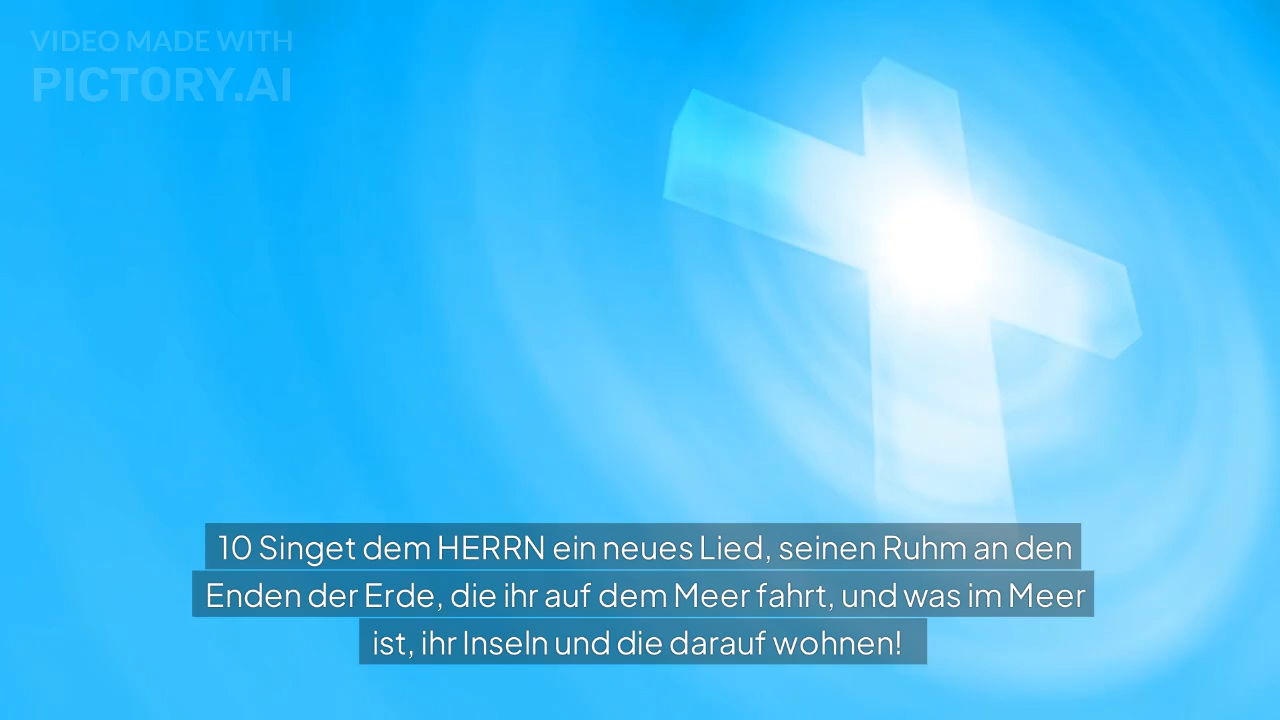 VIDEO MADE WITH
PICTORY.AI
10 Singet dem HERRN ein neues Lied, seinen Ruhm an den
Enden der Erde, die ihr auf dem Meer fahrt, und was im Meer
ist, ihr Inseln und die darauf wohnen!